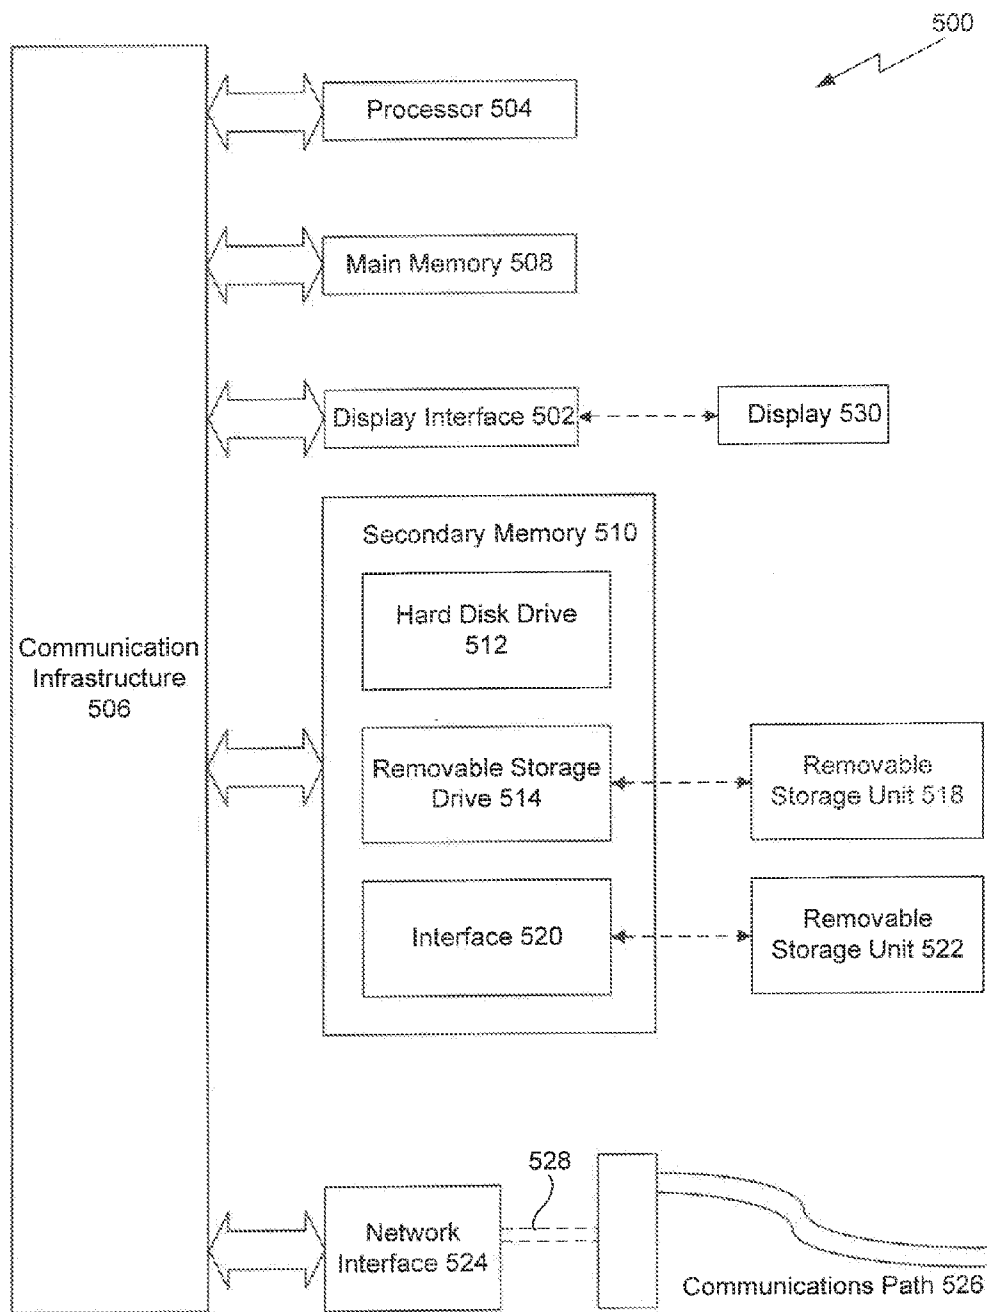 500
Processor 504
Main Memory 508
Display Interface 502
Display 530
Secondary Memory 510
Hard Disk Drive
512
Communication
Infrastructure
506
Removable Storage
Drive 514
Removable
Storage Unit 518
Interface 520
Removable
Storage Unit 522
528
Network
Interface 524
Communications Path 526